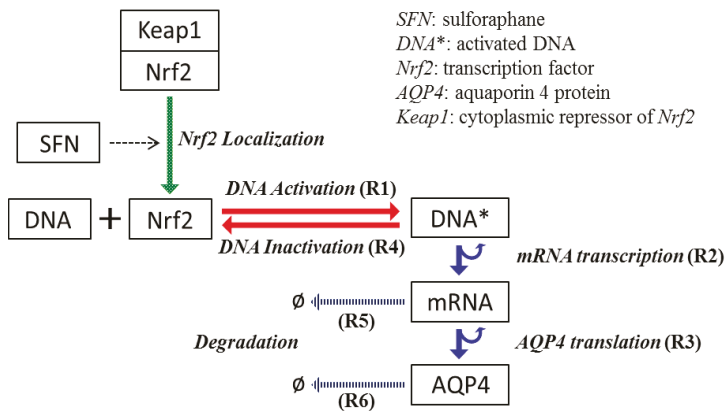 Keap1
Nrf2
SFN: sulforaphane
DNA*: activated DNA
Nrf2: transcription factor
AQP4: aquaporin 4 protein
Keap1: cytoplasmic repressor of Nrf2
SFN
Nrf2 Localization
DNA Activation (R1)
DNA + Nrf2
DNA*
DNA Inactivation (R4)
mRNA transcription (R2)
Ø
mRNA
(R5)
Degradation
AQP4 translation (R3)
Ø
AQP4
(R6)